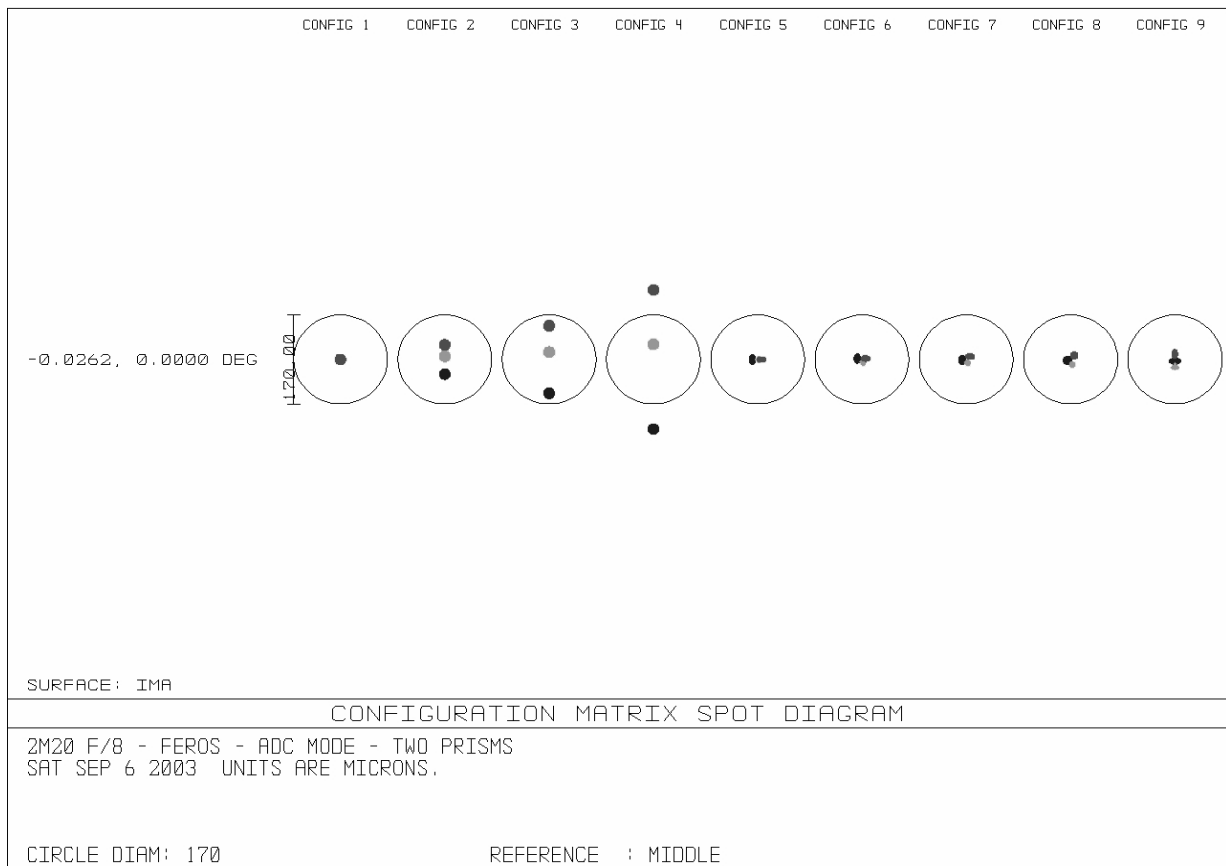 CONFIG 1 CONFIG 2 CONFIG 3 CONFIG 4 CONFIG 5 CONFIG 6 CONFIG 7 CONFIG 8 CONFIG 9
-0.0262, 0.0000 DEG
170.00
SURFACE: IMA
CONFIGURATION MATRIX SPOT DIAGRAM
2M20 F/8 - FEROS - ADC MODE - TWO PRISMS
SAT SEP 6 2003 UNITS ARE MICRONS.
CIRCLE DIAM: 170 REFERENCE : MIDDLE